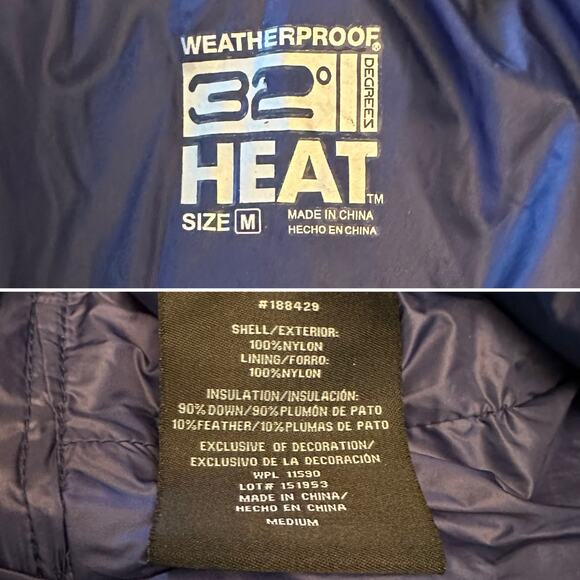 WEATHERPROOF®
32° DEGREES
HEAT™
SIZE M
MADE IN CHINA
HECHO EN CHINA
#188429
SHELL/EXTERIOR:
100%NYLON
LINING/FORRO:
100%NYLON
INSULATION/INSULACIÓN:
90%DOWN/90%PLUMÓN DE PATO
10%FEATHER/10%PLUMAS DE PATO
EXCLUSIVE OF DECORATION/
EXCLUSIVO DE LA DECORACIÓN
WPL 11590
LOT# 151953
MADE IN CHINA/
HECHO EN CHINA
MEDIUM